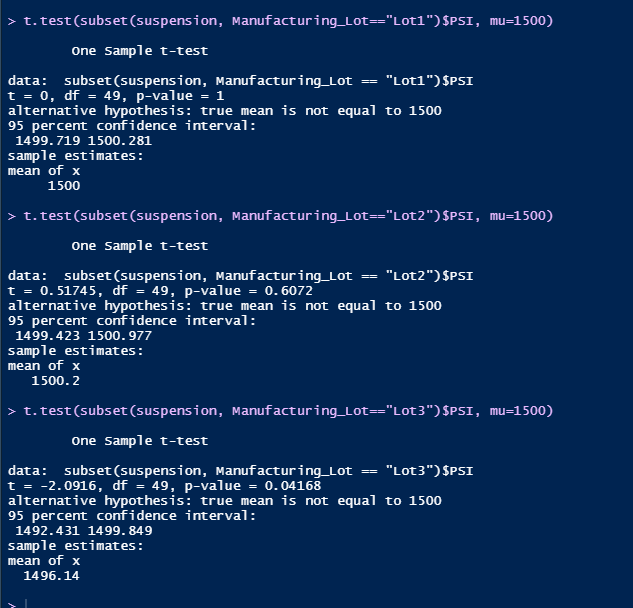 > t.test(subset(suspension, Manufacturing_Lot=="Lot1")$PSI, mu=1500)
One Sample t-test
data:  subset(suspension, Manufacturing_Lot == "Lot1")$PSI
t = 0, df = 49, p-value = 1
alternative hypothesis: true mean is not equal to 1500
95 percent confidence interval:
1499.719 1500.281
sample estimates:
mean of x
1500
> t.test(subset(suspension, Manufacturing_Lot=="Lot2")$PSI, mu=1500)
One Sample t-test
data:  subset(suspension, Manufacturing_Lot == "Lot2")$PSI
t = 0.51745, df = 49, p-value = 0.6072
alternative hypothesis: true mean is not equal to 1500
95 percent confidence interval:
1499.423 1500.977
sample estimates:
mean of x
1500.2
> t.test(subset(suspension, Manufacturing_Lot=="Lot3")$PSI, mu=1500)
One Sample t-test
data:  subset(suspension, Manufacturing_Lot == "Lot3")$PSI
t = -2.0916, df = 49, p-value = 0.04168
alternative hypothesis: true mean is not equal to 1500
95 percent confidence interval:
1492.431 1499.849
sample estimates:
mean of x
1496.14
>